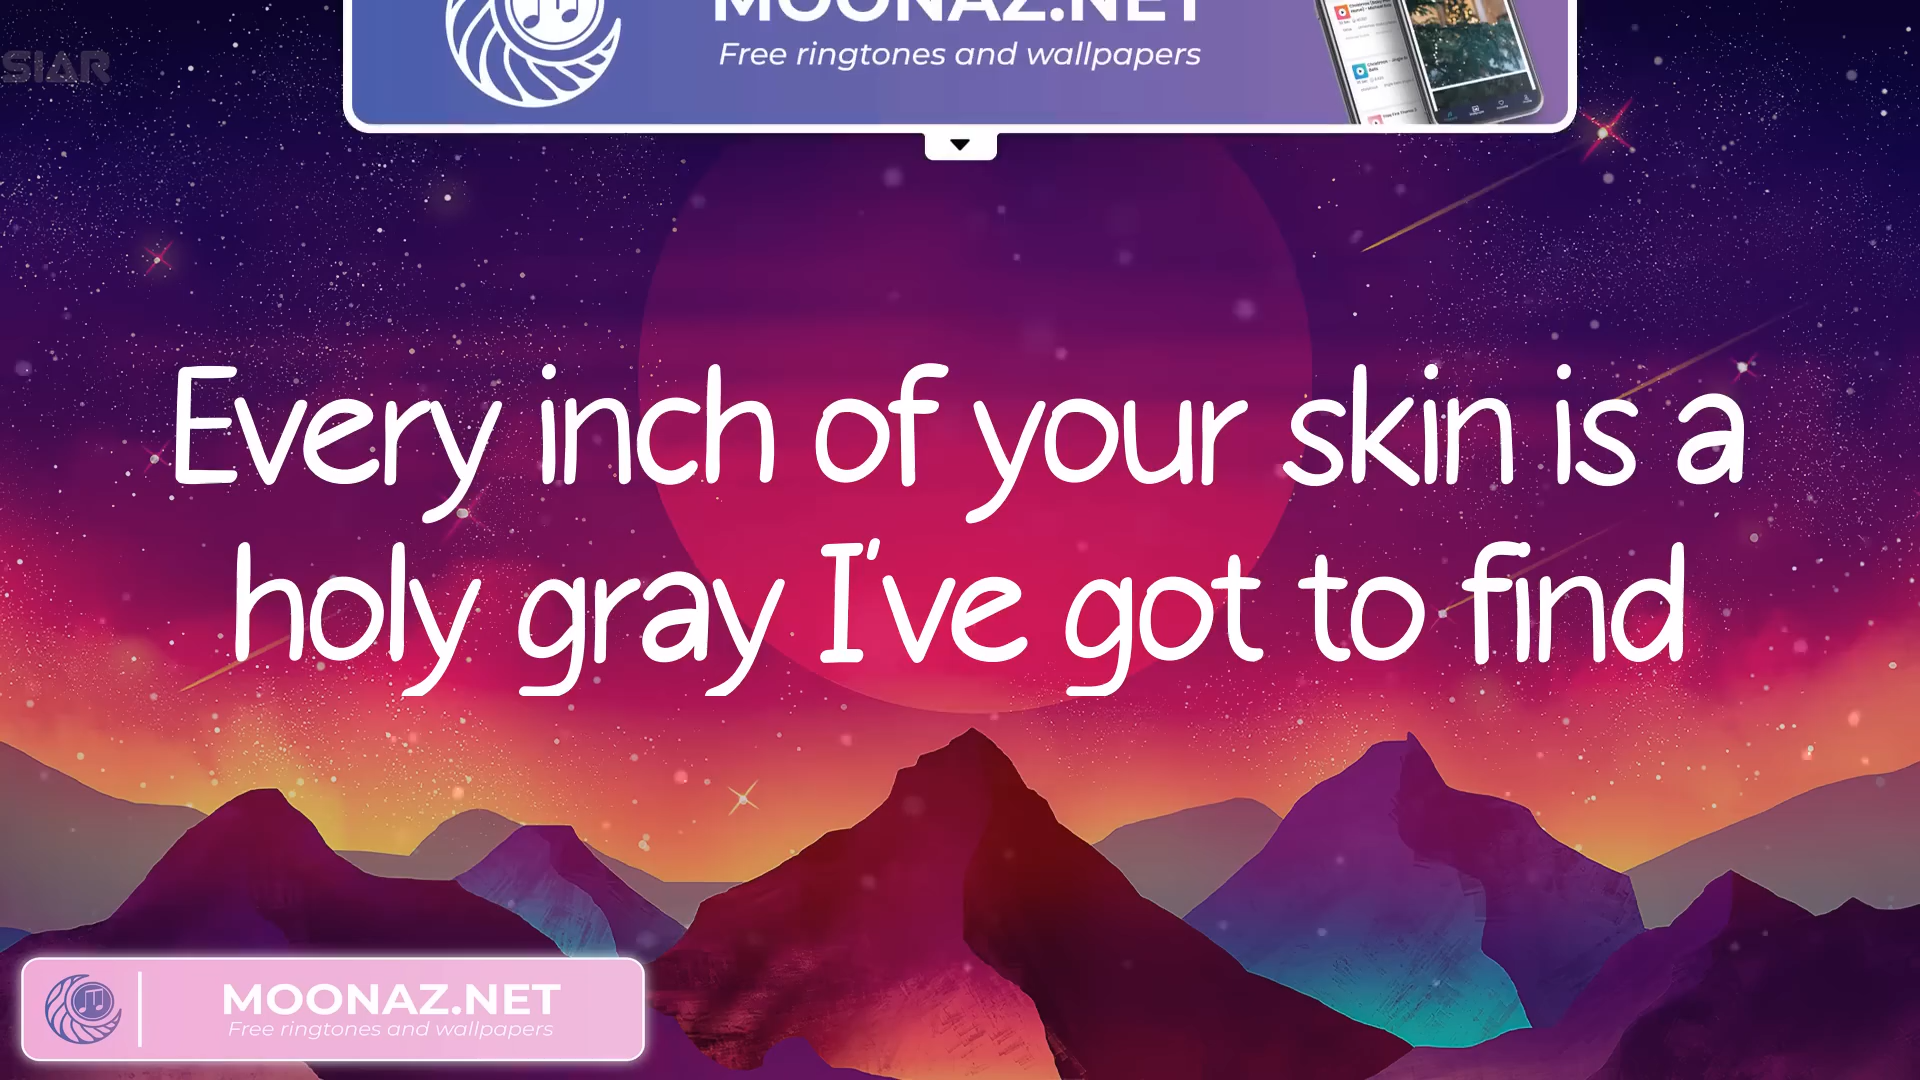 MOONAZ.NET
Free ringtones and wallpapers
SIAR
Every inch of your skin is a
holy gray I've got to find
MOONAZ.NET
Free ringtones and wallpapers